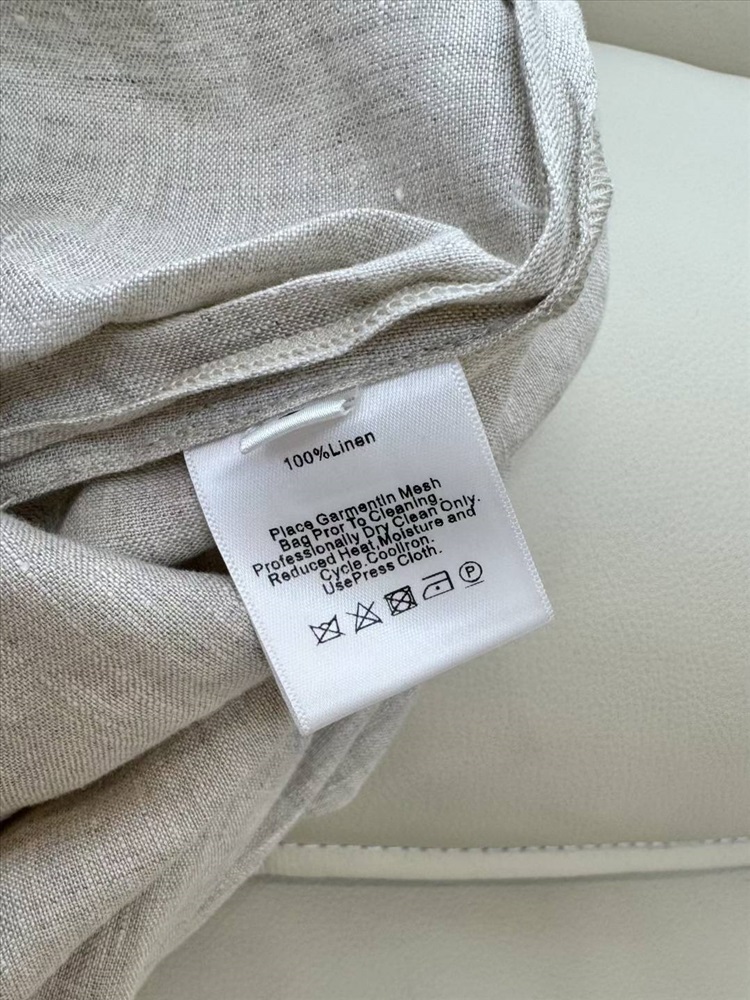 100%Linen
Place GarmentIn Mesh
Bag Pror To Cleaning.
Professionally Dry Clean Only.
Reduced Heat,Moisture and
Cycle.CoolIron.
UsePress Cloth.
P